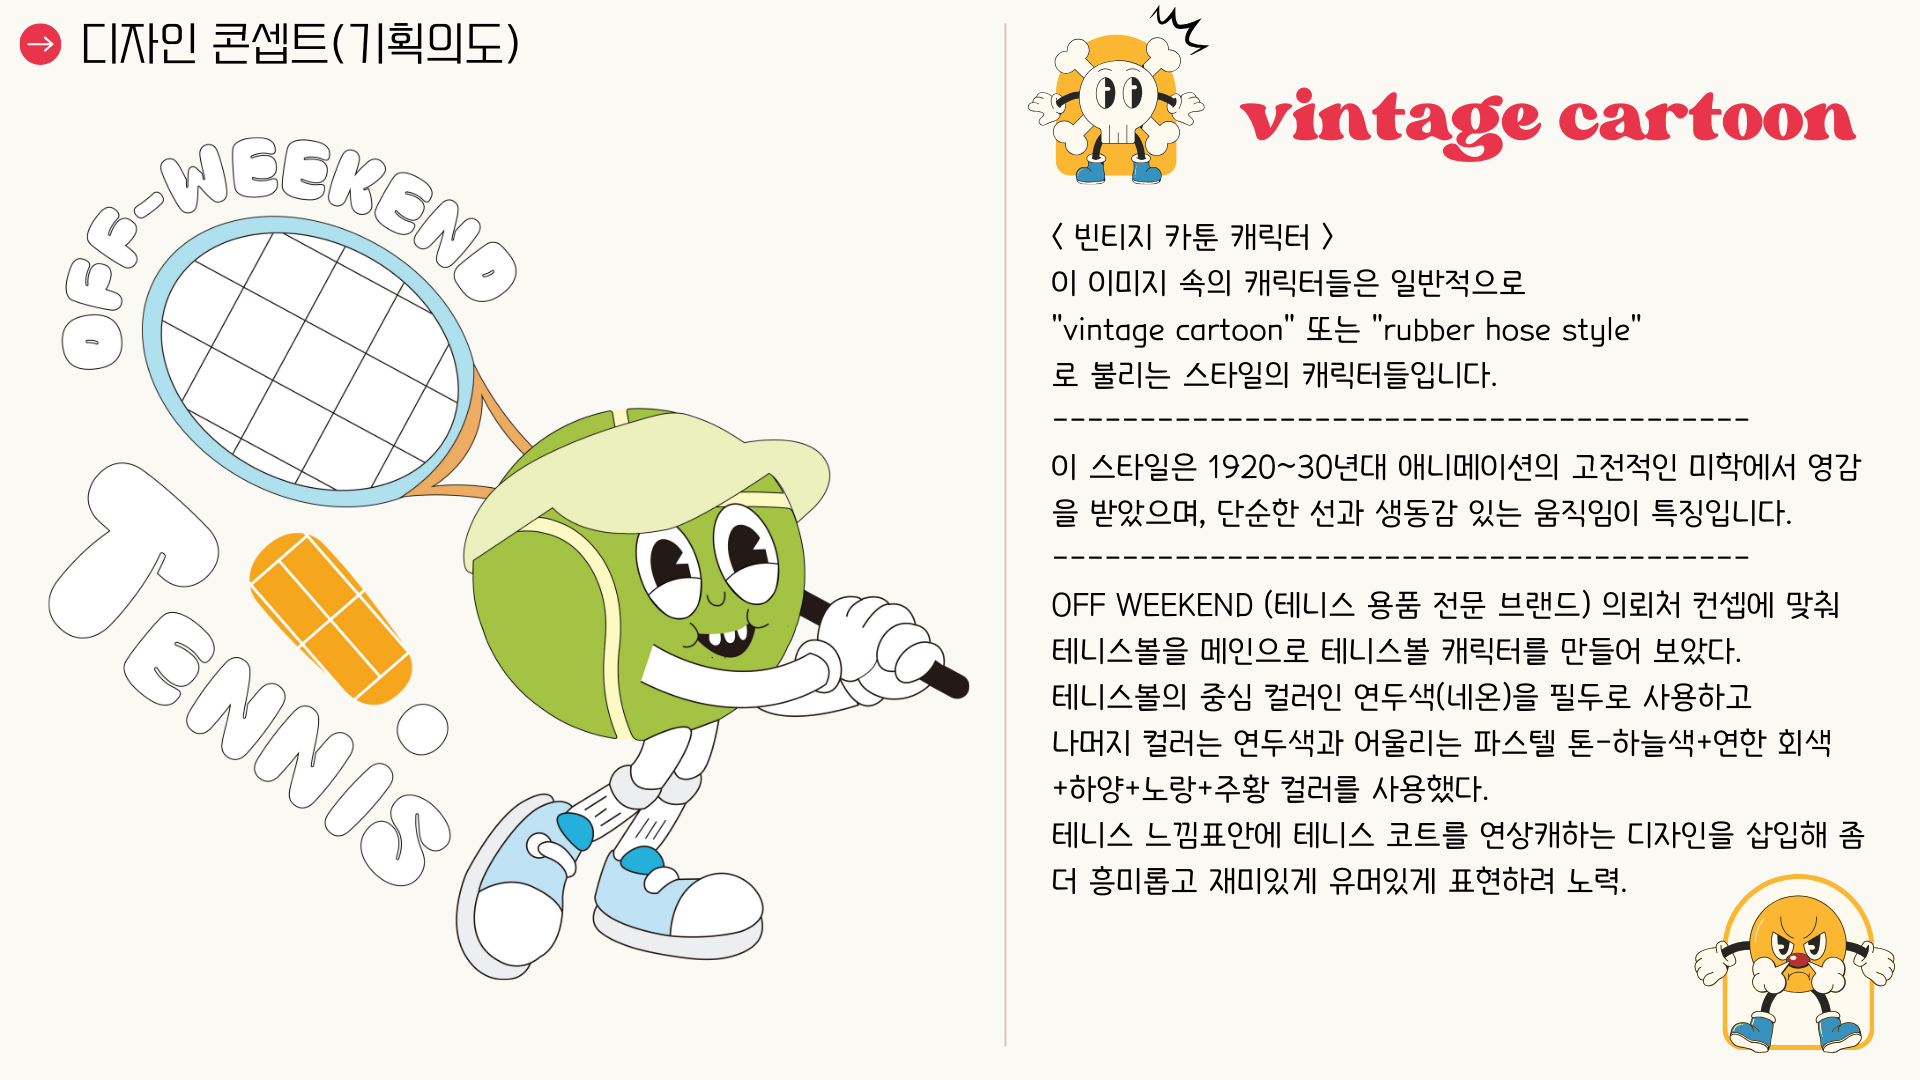 디자인 콘셉트(기획의도)
OFF-WEEKEND
TENNIS
vintage cartoon
< 빈티지 카툰 캐릭터 >
이 이미지 속의 캐릭터들은 일반적으로
"vintage cartoon" 또는 "rubber hose style"
로 불리는 스타일의 캐릭터들입니다.
----------------------------------------
이 스타일은 1920~30년대 애니메이션의 고전적인 미학에서 영감
을 받았으며, 단순한 선과 생동감 있는 움직임이 특징입니다.
----------------------------------------
OFF WEEKEND (테니스 용품 전문 브랜드) 의뢰처 컨셉에 맞춰
테니스볼을 메인으로 테니스볼 캐릭터를 만들어 보았다.
테니스볼의 중심 컬러인 연두색(네온)을 필두로 사용하고
나머지 컬러는 연두색과 어울리는 파스텔 톤-하늘색+연한 회색
+하양+노랑+주황 컬러를 사용했다.
테니스 느낌표안에 테니스 코트를 연상캐하는 디자인을 삽입해 좀
더 흥미롭고 재미있게 유머있게 표현하려 노력.